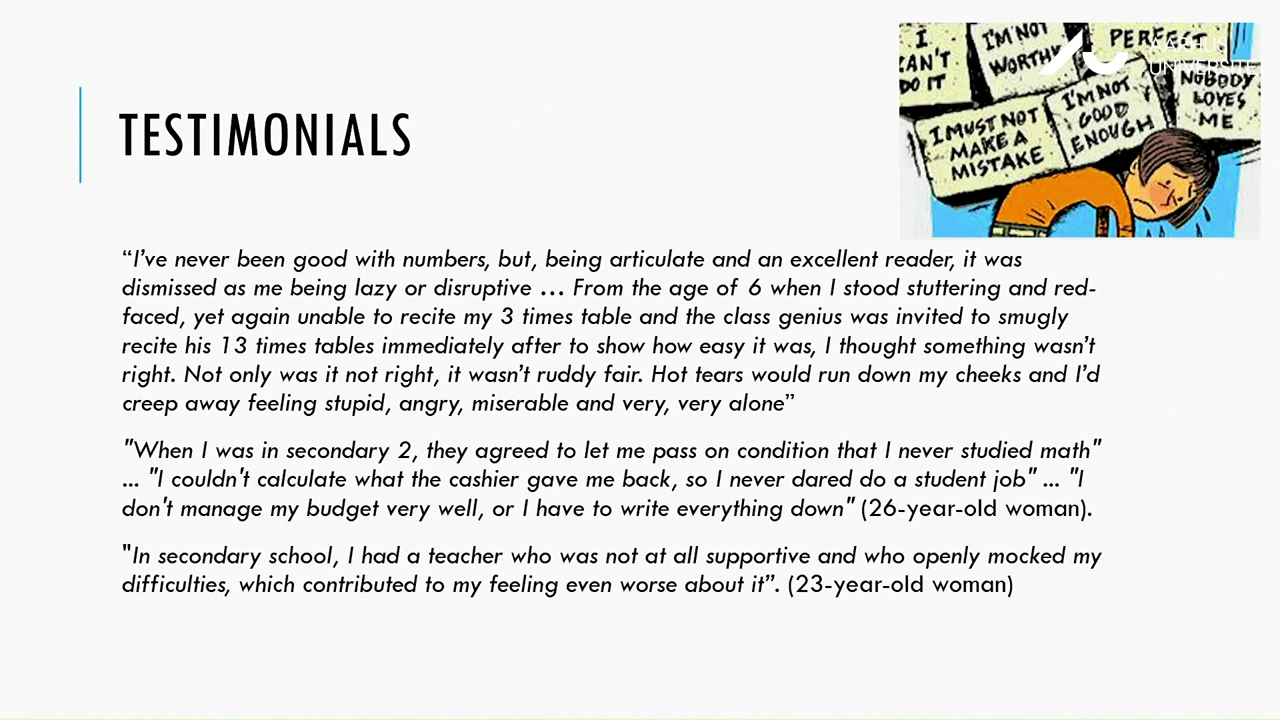 I
CAN'T
DO IT
I'M NOT
WORTHY
PERFECT
AARHUS
UNIVERSITET
NOBODY
LOVES
ME
I MUST NOT
MAKE A
MISTAKE
I'M NOT
GOOD
ENOUGH
TESTIMONIALS
“I’ve never been good with numbers, but, being articulate and an excellent reader, it was
dismissed as me being lazy or disruptive … From the age of 6 when I stood stuttering and red-
faced, yet again unable to recite my 3 times table and the class genius was invited to smugly
recite his 13 times tables immediately after to show how easy it was, I thought something wasn’t
right. Not only was it not right, it wasn’t ruddy fair. Hot tears would run down my cheeks and I’d
creep away feeling stupid, angry, miserable and very, very alone”
"When I was in secondary 2, they agreed to let me pass on condition that I never studied math"
... "I couldn't calculate what the cashier gave me back, so I never dared do a student job" ... "I
don't manage my budget very well, or I have to write everything down" (26-year-old woman).
"In secondary school, I had a teacher who was not at all supportive and who openly mocked my
difficulties, which contributed to my feeling even worse about it”. (23-year-old woman)